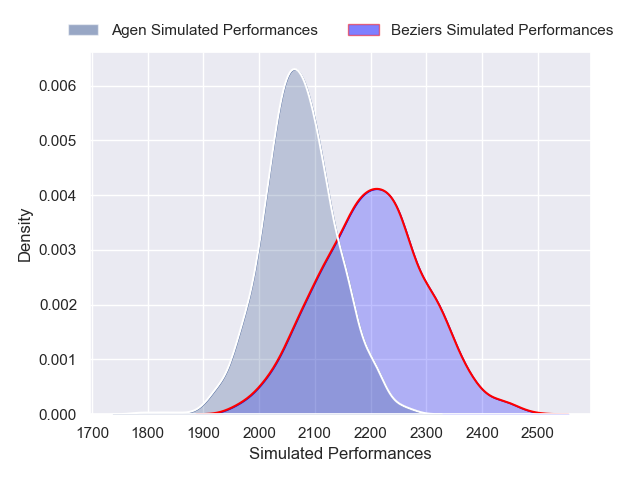 Agen Simulated Performances
Beziers Simulated Performances
0.006
0.005
0.004
0.003
0.002
0.001
0.000
Density
1700 1800 1900 2000 2100 2200 2300 2400 2500
Simulated Performances